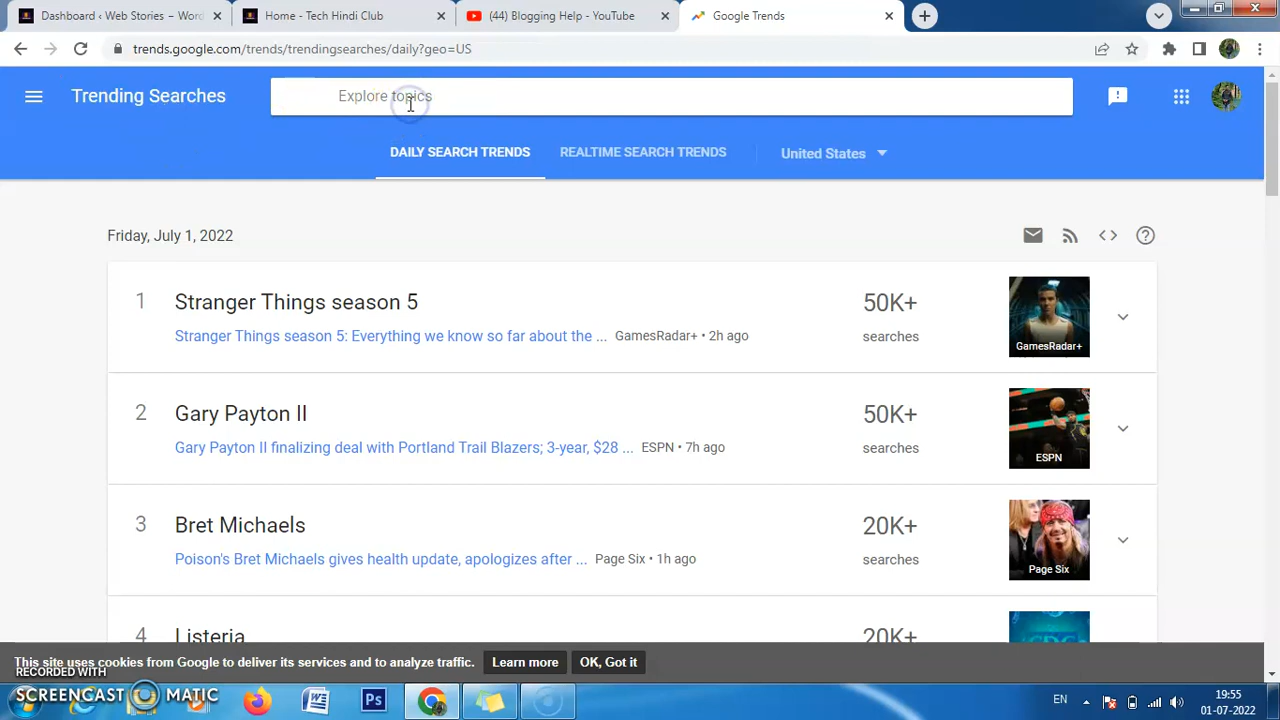 Dashboard ‹ Web Stories — Word
Home - Tech Hindi Club
(44) Blogging Help - YouTube
Google Trends
trends.google.com/trends/trendingsearches/daily?geo=US
Trending Searches
Explore topics
DAILY SEARCH TRENDS
REALTIME SEARCH TRENDS
United States
Friday, July 1, 2022
1
Stranger Things season 5
Stranger Things season 5: Everything we know so far about the ...
GamesRadar+ • 2h ago
50K+
searches
GamesRadar+
2
Gary Payton II
Gary Payton II finalizing deal with Portland Trail Blazers; 3-year, $28 ...
ESPN • 7h ago
50K+
searches
ESPN
3
Bret Michaels
Poison's Bret Michaels gives health update, apologizes after ...
Page Six • 1h ago
20K+
searches
Page Six
4
Listeria
20K+
CDC
This site uses cookies from Google to deliver its services and to analyze traffic.
Learn more
OK, Got it
RECORDED WITH
SCREENCAST MATIC
W
Ps
EN
19:55
01-07-2022